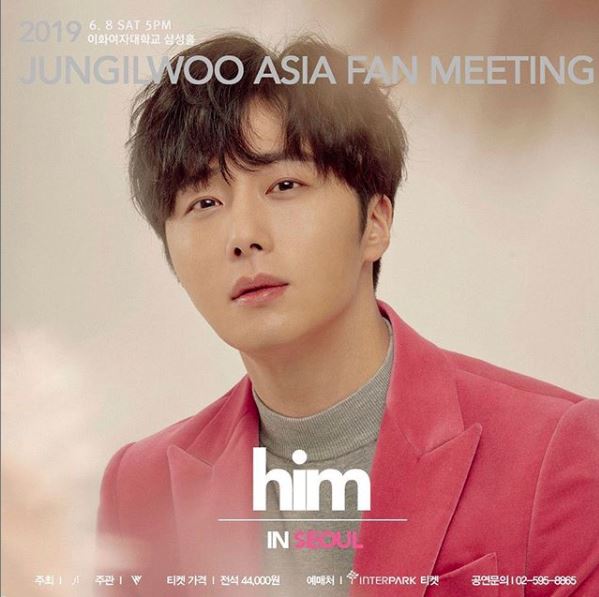 2019 6. 8 SAT 5PM
이화여자대학교 삼성홀
JUNGILWOO ASIA FAN MEETING
him
IN SEOUL
주최 | 주관 | 티켓 가격 | 전석 44,000원 예매처 | INTERPARK 티켓 공연문의 | 02-595-8865